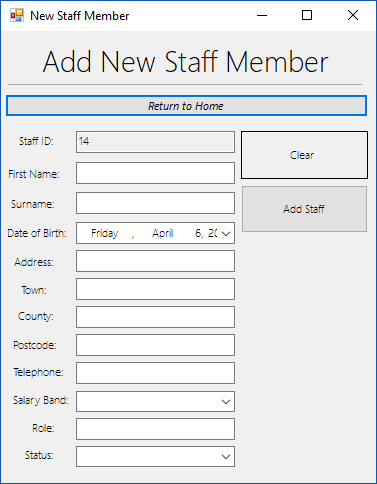 New Staff Member
Add New Staff Member
Return to Home
Staff ID: 14
Clear
First Name:
Surname:
Add Staff
Date of Birth: Friday , April 6, 20
Address:
Town:
County:
Postcode:
Telephone:
Salary Band:
Role:
Status: